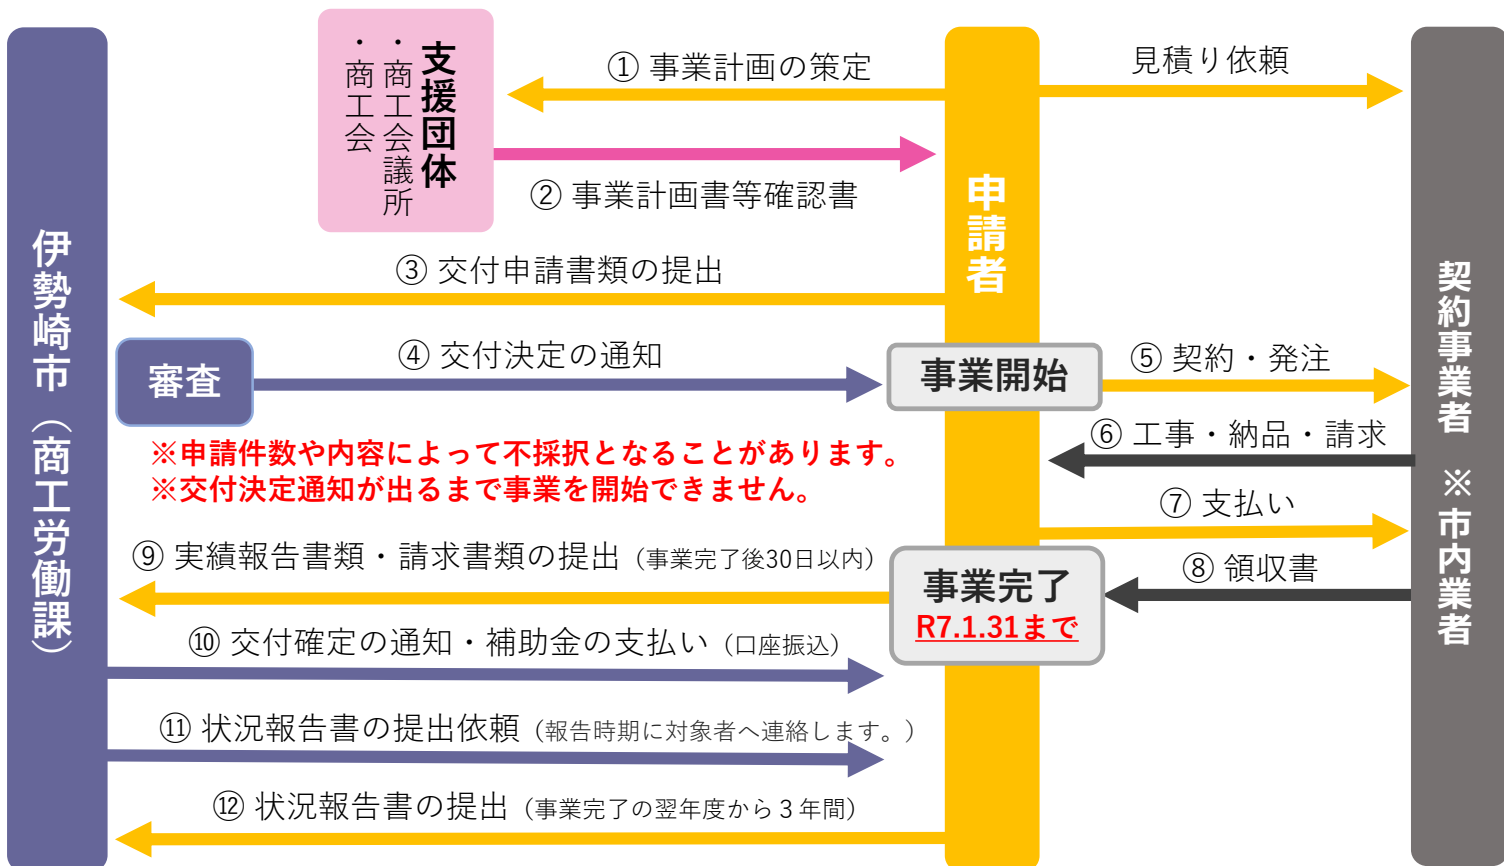 支援団体
・商工会議所
・商工会
① 事業計画の策定
見積り依頼
② 事業計画書等確認書
申請者
伊勢崎市（商工労働課）
契約事業者 ※市内業者
③ 交付申請書類の提出
審査
④ 交付決定の通知
事業開始
⑤ 契約・発注
※申請件数や内容によって不採択となることがあります。
※交付決定通知が出るまで事業を開始できません。
⑥ 工事・納品・請求
⑦ 支払い
⑧ 領収書
⑨ 実績報告書類・請求書類の提出（事業完了後30日以内）
事業完了
R7.1.31まで
⑩ 交付確定の通知・補助金の支払い（口座振込）
⑪ 状況報告書の提出依頼（報告時期に対象者へ連絡します。）
⑫ 状況報告書の提出（事業完了の翌年度から３年間）